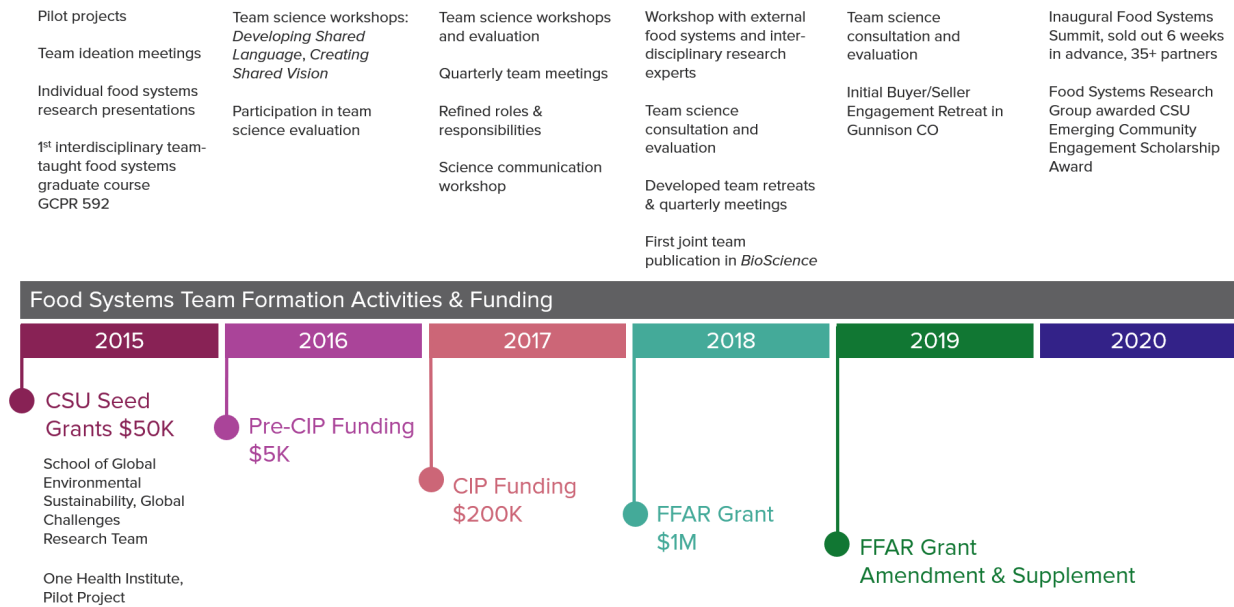 Pilot projects
Team ideation meetings
Individual food systems
research presentations
1st interdisciplinary team-
taught food systems
graduate course
GCPR 592
Team science workshops:
Developing Shared
Language, Creating
Shared Vision
Participation in team
science evaluation
Team science workshops
and evaluation
Quarterly team meetings
Refined roles &
responsibilities
Science communication
workshop
Workshop with external
food systems and inter-
disciplinary research
experts
Team science
consultation and
evaluation
Developed team retreats
& quarterly meetings
First joint team
publication in BioScience
Team science
consultation and
evaluation
Initial Buyer/Seller
Engagement Retreat in
Gunnison CO
Inaugural Food Systems
Summit, sold out 6 weeks
in advance, 35+ partners
Food Systems Research
Group awarded CSU
Emerging Community
Engagement Scholarship
Award
Food Systems Team Formation Activities & Funding
2015
2016
2017
2018
2019
2020
CSU Seed
Grants $50K
School of Global
Environmental
Sustainability, Global
Challenges
Research Team
One Health Institute,
Pilot Project
Pre-CIP Funding
$5K
CIP Funding
$200K
FFAR Grant
$1M
FFAR Grant
Amendment & Supplement